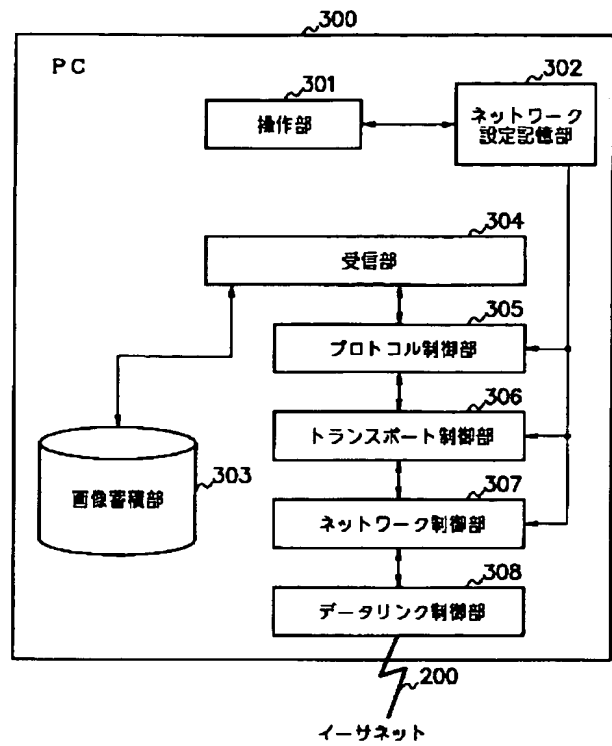 300
PC
301
操作部
302
ネットワーク
設定記憶部
304
受信部
305
プロトコル制御部
306
トランスポート制御部
画像蓄積部
303
307
ネットワーク制御部
308
データリンク制御部
200
イーサネット